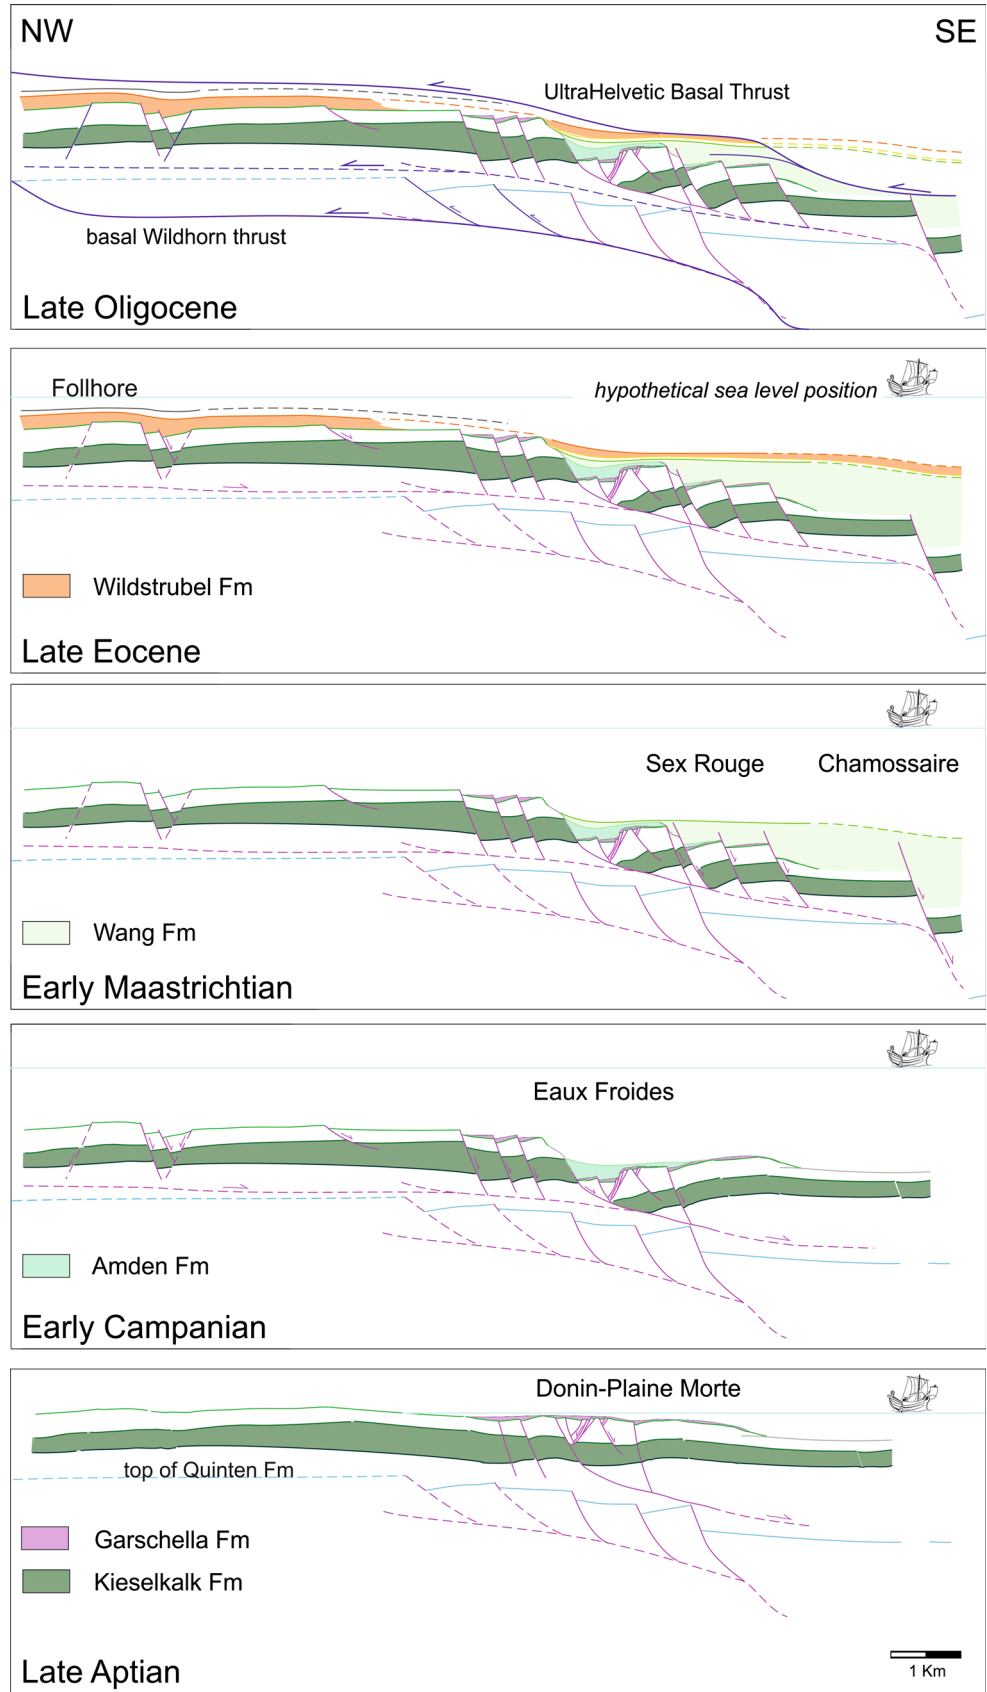 NW
SE
UltraHelvetic Basal Thrust
basal Wildhorn thrust
Late Oligocene
Follhore
hypothetical sea level position
Wildstrubel Fm
Late Eocene
Sex Rouge
Chamossaire
Wang Fm
Early Maastrichtian
Eaux Froides
Amden Fm
Early Campanian
Donin-Plaine Morte
top of Quinten Fm
Garschella Fm
Kieselkalk Fm
1 Km
Late Aptian